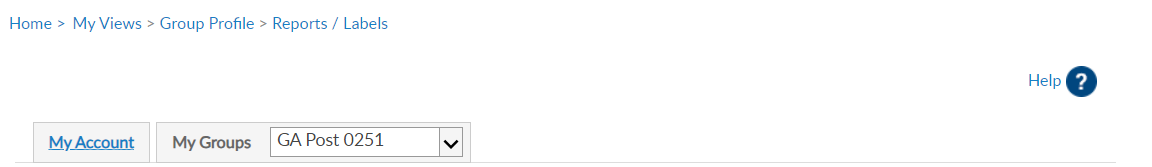 Home > My Views > Group Profile > Reports / Labels
Help ?
My Account My Groups GA Post 0251